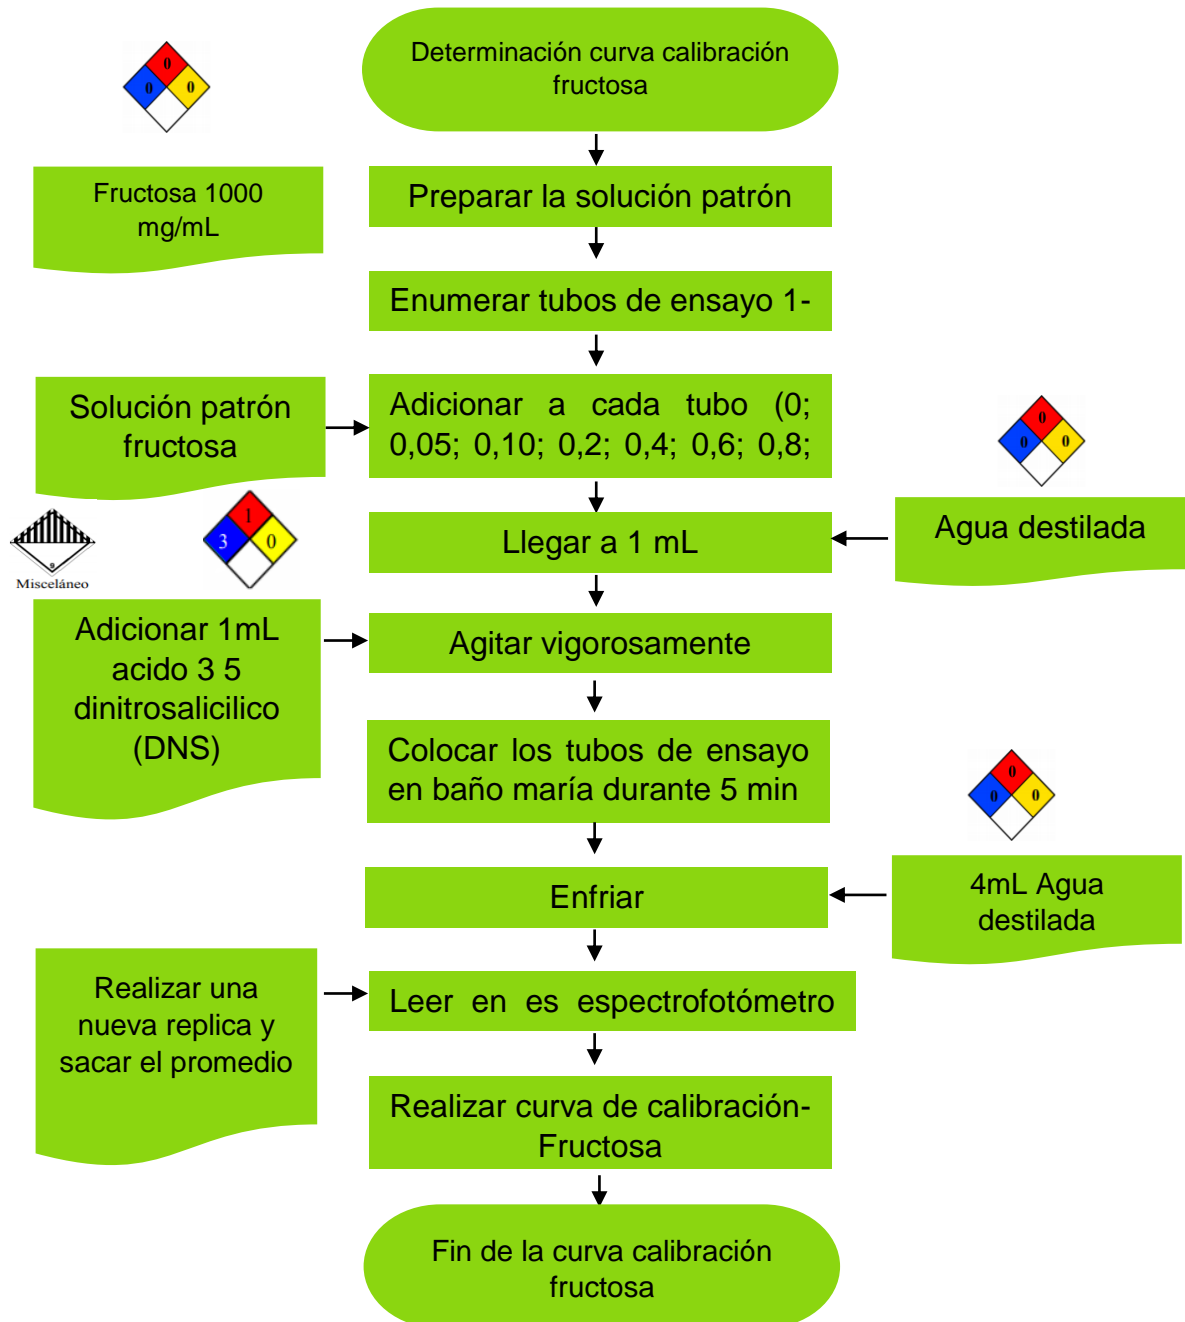 Determinación curva calibración
fructosa
0
0
0
Fructosa 1000
mg/mL
Preparar la solución patrón
Enumerar tubos de ensayo 1-
Solución patrón
fructosa
Adicionar a cada tubo (0;
0,05; 0,10; 0,2; 0,4; 0,6; 0,8;
0
0
0
Agua destilada
Llegar a 1 mL
9
Misceláneo
1
3
0
Adicionar 1mL
acido 3 5
dinitrosalicilico
(DNS)
Agitar vigorosamente
Colocar los tubos de ensayo
en baño maría durante 5 min
0
0
0
4mL Agua
destilada
Enfriar
Realizar una
nueva replica y
sacar el promedio
Leer en es espectrofotómetro
Realizar curva de calibración-
Fructosa
Fin de la curva calibración
fructosa